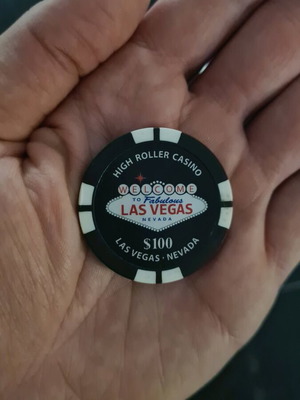 HIGH ROLLER CASINO
WELCOME
TO Fabulous
LAS VEGAS
NEVADA
$100
LAS VEGAS · NEVADA